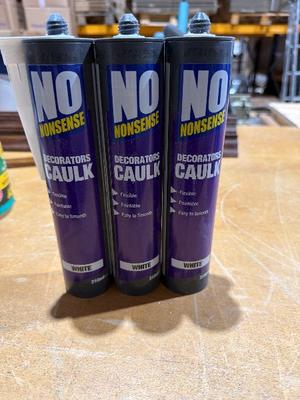 NO
NONSENSE
DECORATORS
CAULK
Flexible
Paintable
Easy to Smooth
WHITE
NO
NONSENSE
DECORATORS
CAULK
Flexible
Paintable
Easy to Smooth
WHITE
NO
NONSENSE
DECORATORS
CAULK
Flexible
Paintable
Easy to Smooth
WHITE